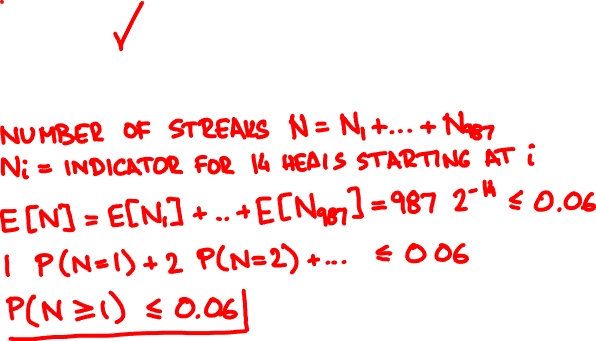 NUMBER OF STREAKS N = N₁ + ... + N₉₈₇
Nᵢ = INDICATOR FOR 14 HEADS STARTING AT i
E[N] = E[N₁] + .. + E[N₉₈₇] = 987 2⁻¹⁴ ≤ 0.06
1 P(N=1) + 2 P(N=2) + ... ≤ 0 06
P(N ≥ 1) ≤ 0.06